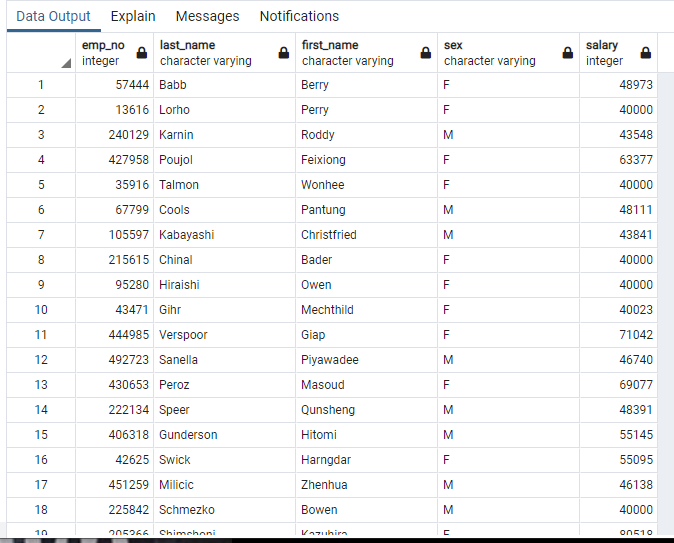 Data Output Explain Messages Notifications
emp_no last_name first_name sex salary
integer character varying character varying character varying integer
1 57444 Babb Berry F 48973
2 13616 Lorho Perry F 40000
3 240129 Karnin Roddy M 43548
4 427958 Poujol Feixiong F 63377
5 35916 Talmon Wonhee F 40000
6 67799 Cools Pantung M 48111
7 105597 Kabayashi Christfried M 43841
8 215615 Chinal Bader F 40000
9 95280 Hiraishi Owen F 40000
10 43471 Gihr Mechthild F 40023
11 444985 Verspoor Giap F 71042
12 492723 Sanella Piyawadee M 46740
13 430653 Peroz Masoud F 69077
14 222134 Speer Qunsheng M 48391
15 406318 Gunderson Hitomi M 55145
16 42625 Swick Harngdar F 55095
17 451259 Milicic Zhenhua M 46138
18 225842 Schmezko Bowen M 40000
19 205366 Shimshoni Kazuhira F 80518